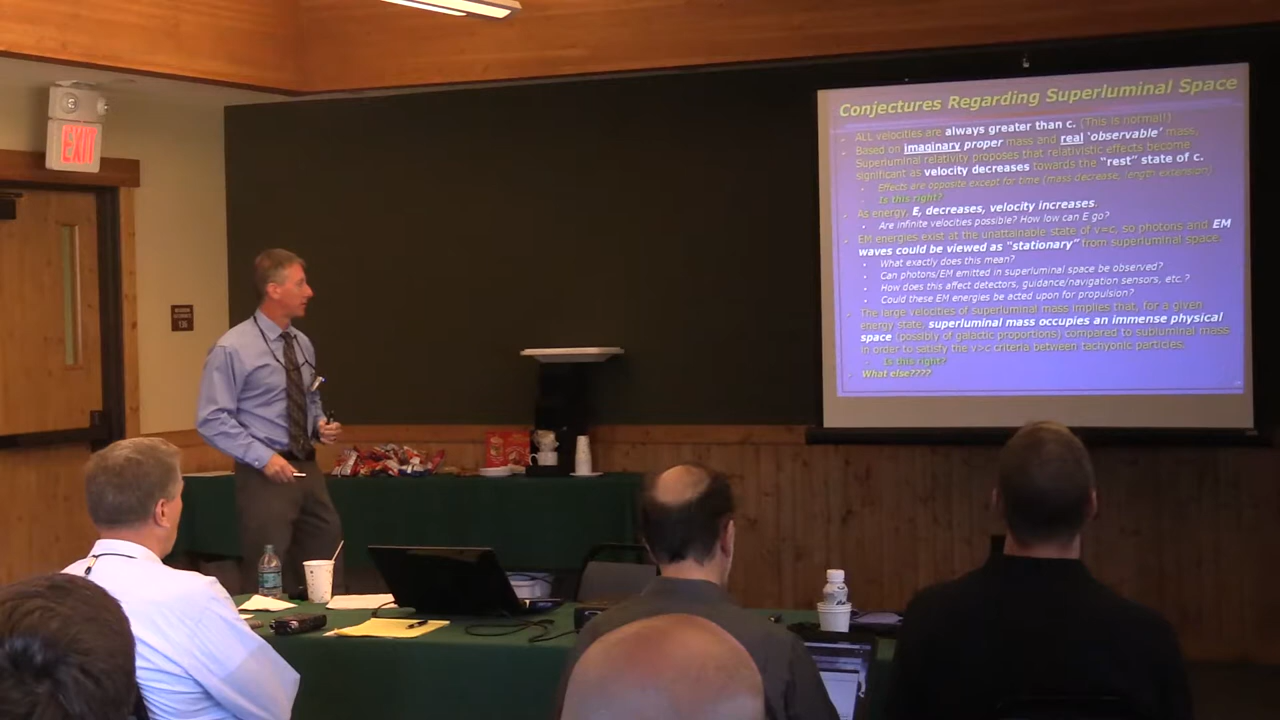 EXIT
136
Conjectures Regarding Superluminal Space
ALL velocities are always greater than c. (This is normal!)
Based on imaginary proper mass and real 'observable' mass,
Superluminal relativity proposes that relativistic effects become
significant as velocity decreases towards the "rest" state of c.
Effects are opposite except for time (mass decrease, length extension)
Is this right?
As energy, E, decreases, velocity increases.
Are infinite velocities possible? How low can E go?
EM energies exist at the unattainable state of v=c, so photons and EM
waves could be viewed as "stationary" from superluminal space.
What exactly does this mean?
Can photons/EM emitted in superluminal space be observed?
How does this affect detectors, guidance/navigation sensors, etc.?
Could these EM energies be acted upon for propulsion?
The large velocities of superluminal mass implies that, for a given
energy state, superluminal mass occupies an immense physical
space (possibly of galactic proportions) compared to subluminal mass
in order to satisfy the v>c criteria between tachyonic particles.
Is this right?
What else????